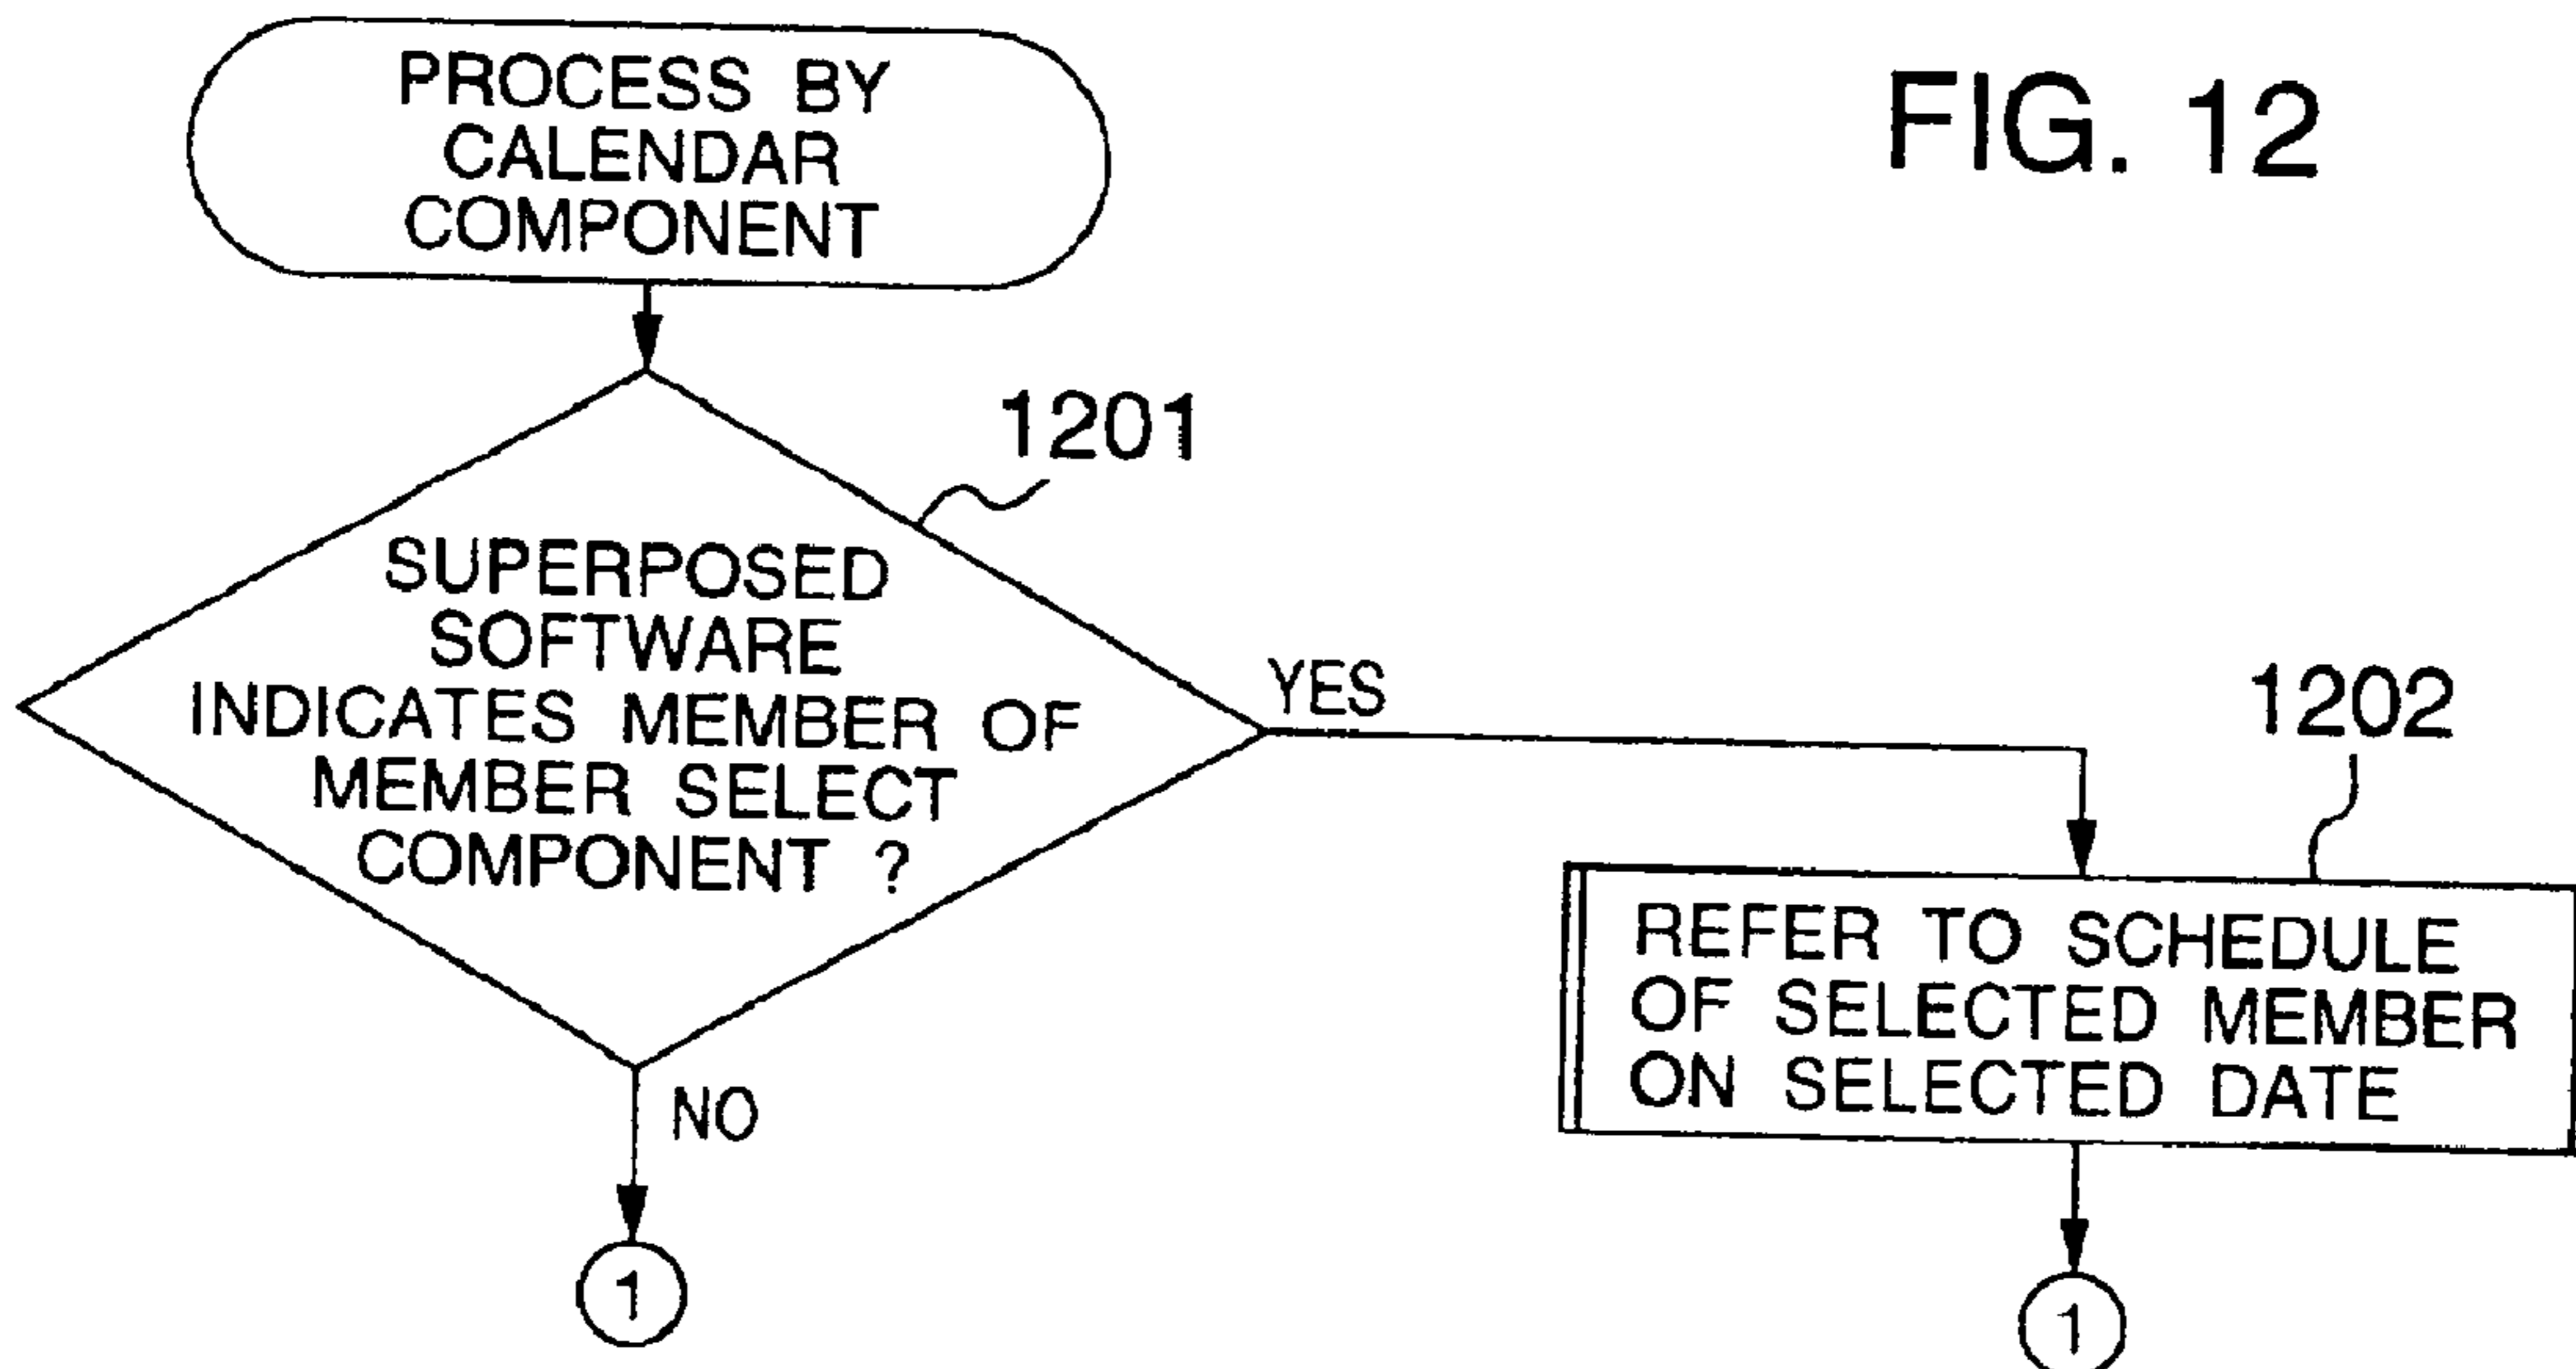 PROCESS BY
CALENDAR
COMPONENT
FIG. 12
1201
SUPERPOSED
SOFTWARE
INDICATES MEMBER OF
MEMBER SELECT
COMPONENT ?
YES
1202
REFER TO SCHEDULE
OF SELECTED MEMBER
ON SELECTED DATE
NO
1
1